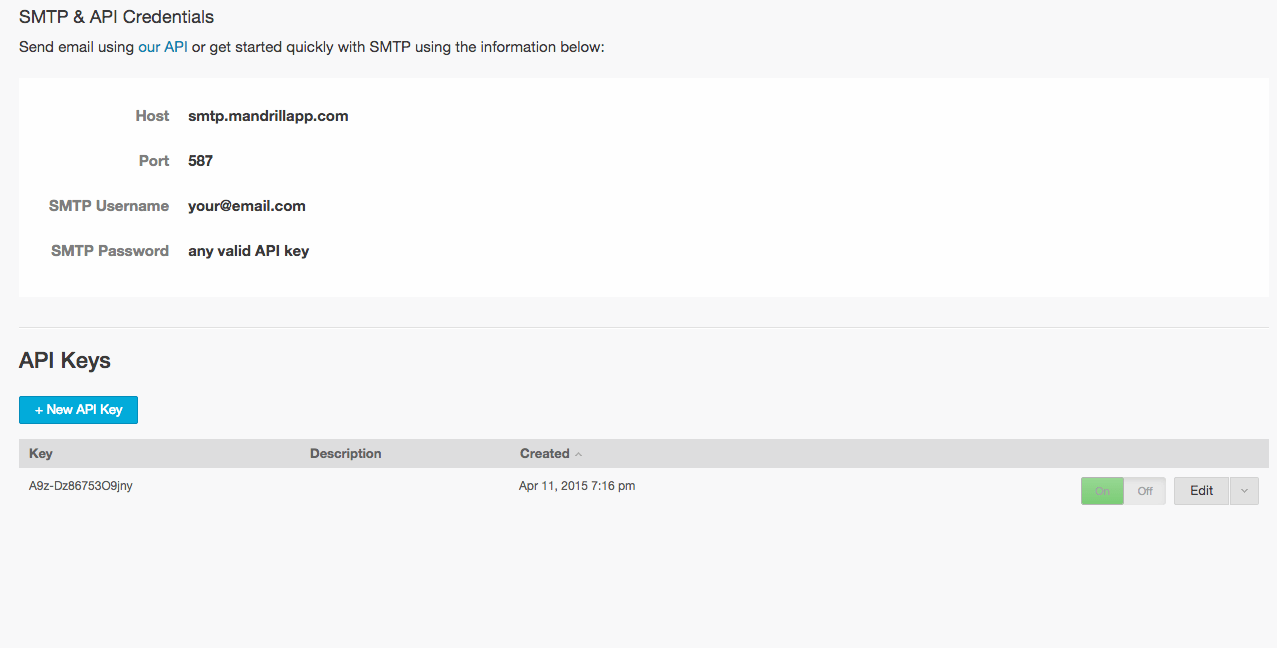 SMTP & API Credentials
Send email using our API or get started quickly with SMTP using the information below:
Host smtp.mandrillapp.com
Port 587
SMTP Username your@email.com
SMTP Password any valid API key
API Keys
+ New API Key
Key Description Created
A9z-Dz86753O9jny Apr 11, 2015 7:16 pm On Off Edit